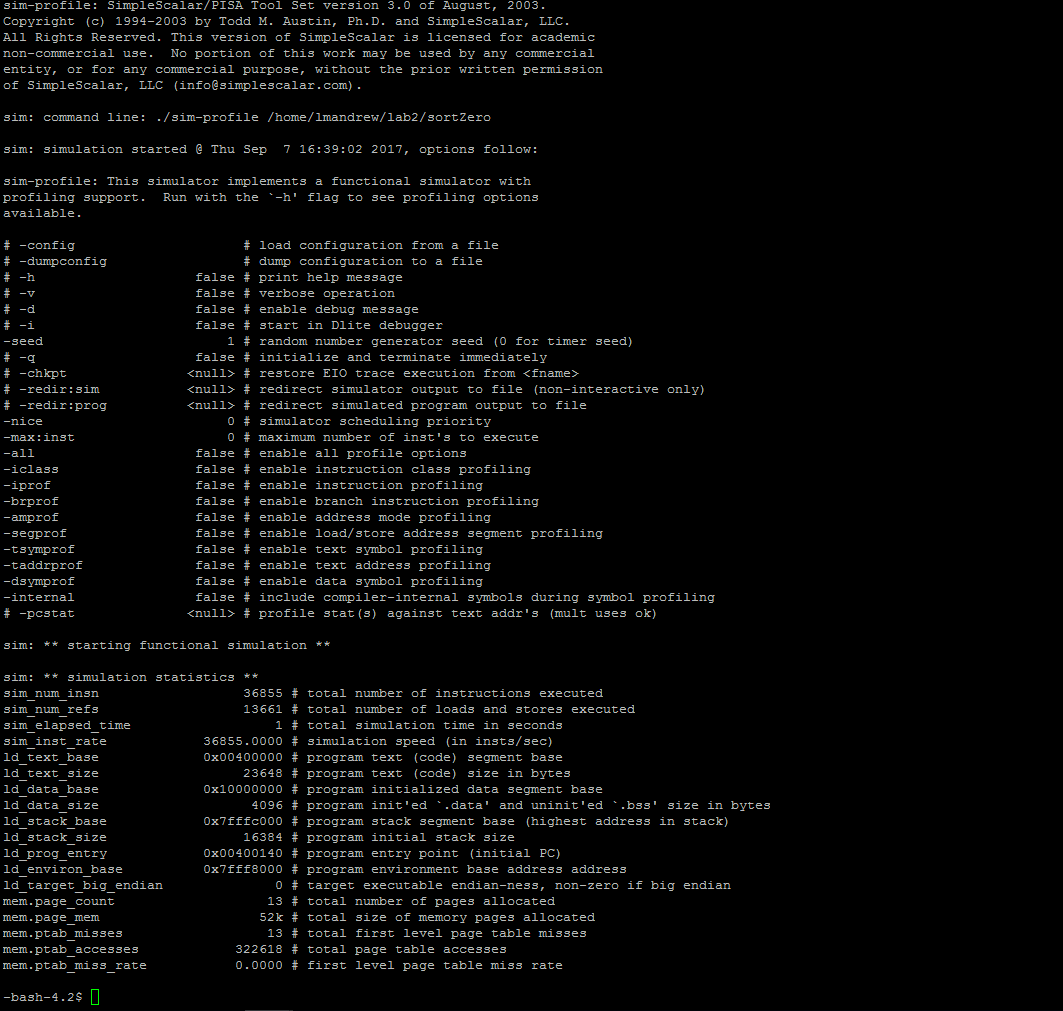 sim-profile: SimpleScalar/PISA Tool Set version 3.0 of August, 2003.
Copyright (c) 1994-2003 by Todd M. Austin, Ph.D. and SimpleScalar, LLC.
All Rights Reserved. This version of SimpleScalar is licensed for academic
non-commercial use.  No portion of this work may be used by any commercial
entity, or for any commercial purpose, without the prior written permission
of SimpleScalar, LLC (info@simplescalar.com).

sim: command line: ./sim-profile /home/lmandrew/lab2/sortZero

sim: simulation started @ Thu Sep  7 16:39:02 2017, options follow:

sim-profile: This simulator implements a functional simulator with
profiling support.  Run with the `-h' flag to see profiling options
available.

# -config                     # load configuration from a file
# -dumpconfig                 # dump configuration to a file
# -h                    false # print help message
# -v                    false # verbose operation
# -d                    false # enable debug message
# -i                    false # start in Dlite debugger
-seed                       1 # random number generator seed (0 for timer seed)
# -q                    false # initialize and terminate immediately
# -chkpt               <null> # restore EIO trace execution from <fname>
# -redir:sim           <null> # redirect simulator output to file (non-interactive only)
# -redir:prog          <null> # redirect simulated program output to file
-nice                       0 # simulator scheduling priority
-max:inst                   0 # maximum number of inst's to execute
-all                    false # enable all profile options
-iclass                 false # enable instruction class profiling
-iprof                  false # enable instruction profiling
-brprof                 false # enable branch instruction profiling
-amprof                 false # enable address mode profiling
-segprof                false # enable load/store address segment profiling
-tsymprof               false # enable text symbol profiling
-taddrprof              false # enable text address profiling
-dsymprof               false # enable data symbol profiling
-internal               false # include compiler-internal symbols during symbol profiling
# -pcstat              <null> # profile stat(s) against text addr's (mult uses ok)

sim: ** starting functional simulation **

sim: ** simulation statistics **
sim_num_insn                  36855 # total number of instructions executed
sim_num_refs                  13661 # total number of loads and stores executed
sim_elapsed_time                  1 # total simulation time in seconds
sim_inst_rate            36855.0000 # simulation speed (in insts/sec)
ld_text_base             0x00400000 # program text (code) segment base
ld_text_size                  23648 # program text (code) size in bytes
ld_data_base             0x10000000 # program initialized data segment base
ld_data_size                   4096 # program init'ed `.data' and uninit'ed `.bss' size in bytes
ld_stack_base            0x7fffc000 # program stack segment base (highest address in stack)
ld_stack_size                 16384 # program initial stack size
ld_prog_entry            0x00400140 # program entry point (initial PC)
ld_environ_base          0x7fff8000 # program environment base address address
ld_target_big_endian              0 # target executable endian-ness, non-zero if big endian
mem.page_count                   13 # total number of pages allocated
mem.page_mem                    52k # total size of memory pages allocated
mem.ptab_misses                  13 # total first level page table misses
mem.ptab_accesses            322618 # total page table accesses
mem.ptab_miss_rate           0.0000 # first level page table miss rate

-bash-4.2$